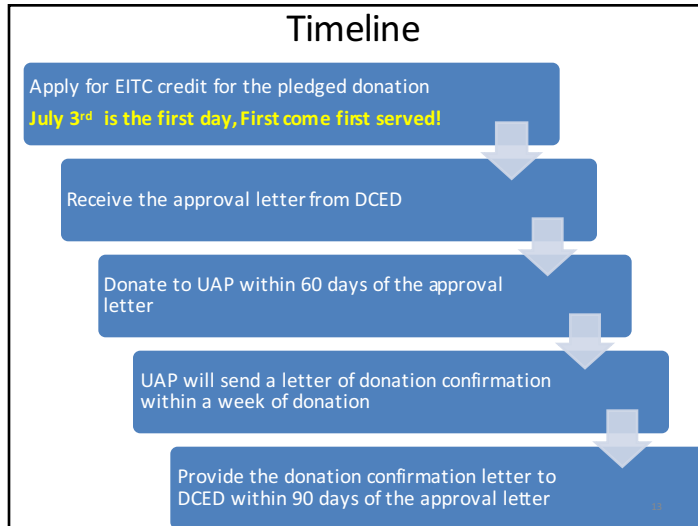 Timeline
Apply for EITC credit for the pledged donation
July 3rd is the first day, First come first served!
Receive the approval letter from DCED
Donate to UAP within 60 days of the approval
letter
UAP will send a letter of donation confirmation
within a week of donation
Provide the donation confirmation letter to
DCED within 90 days of the approval letter
13